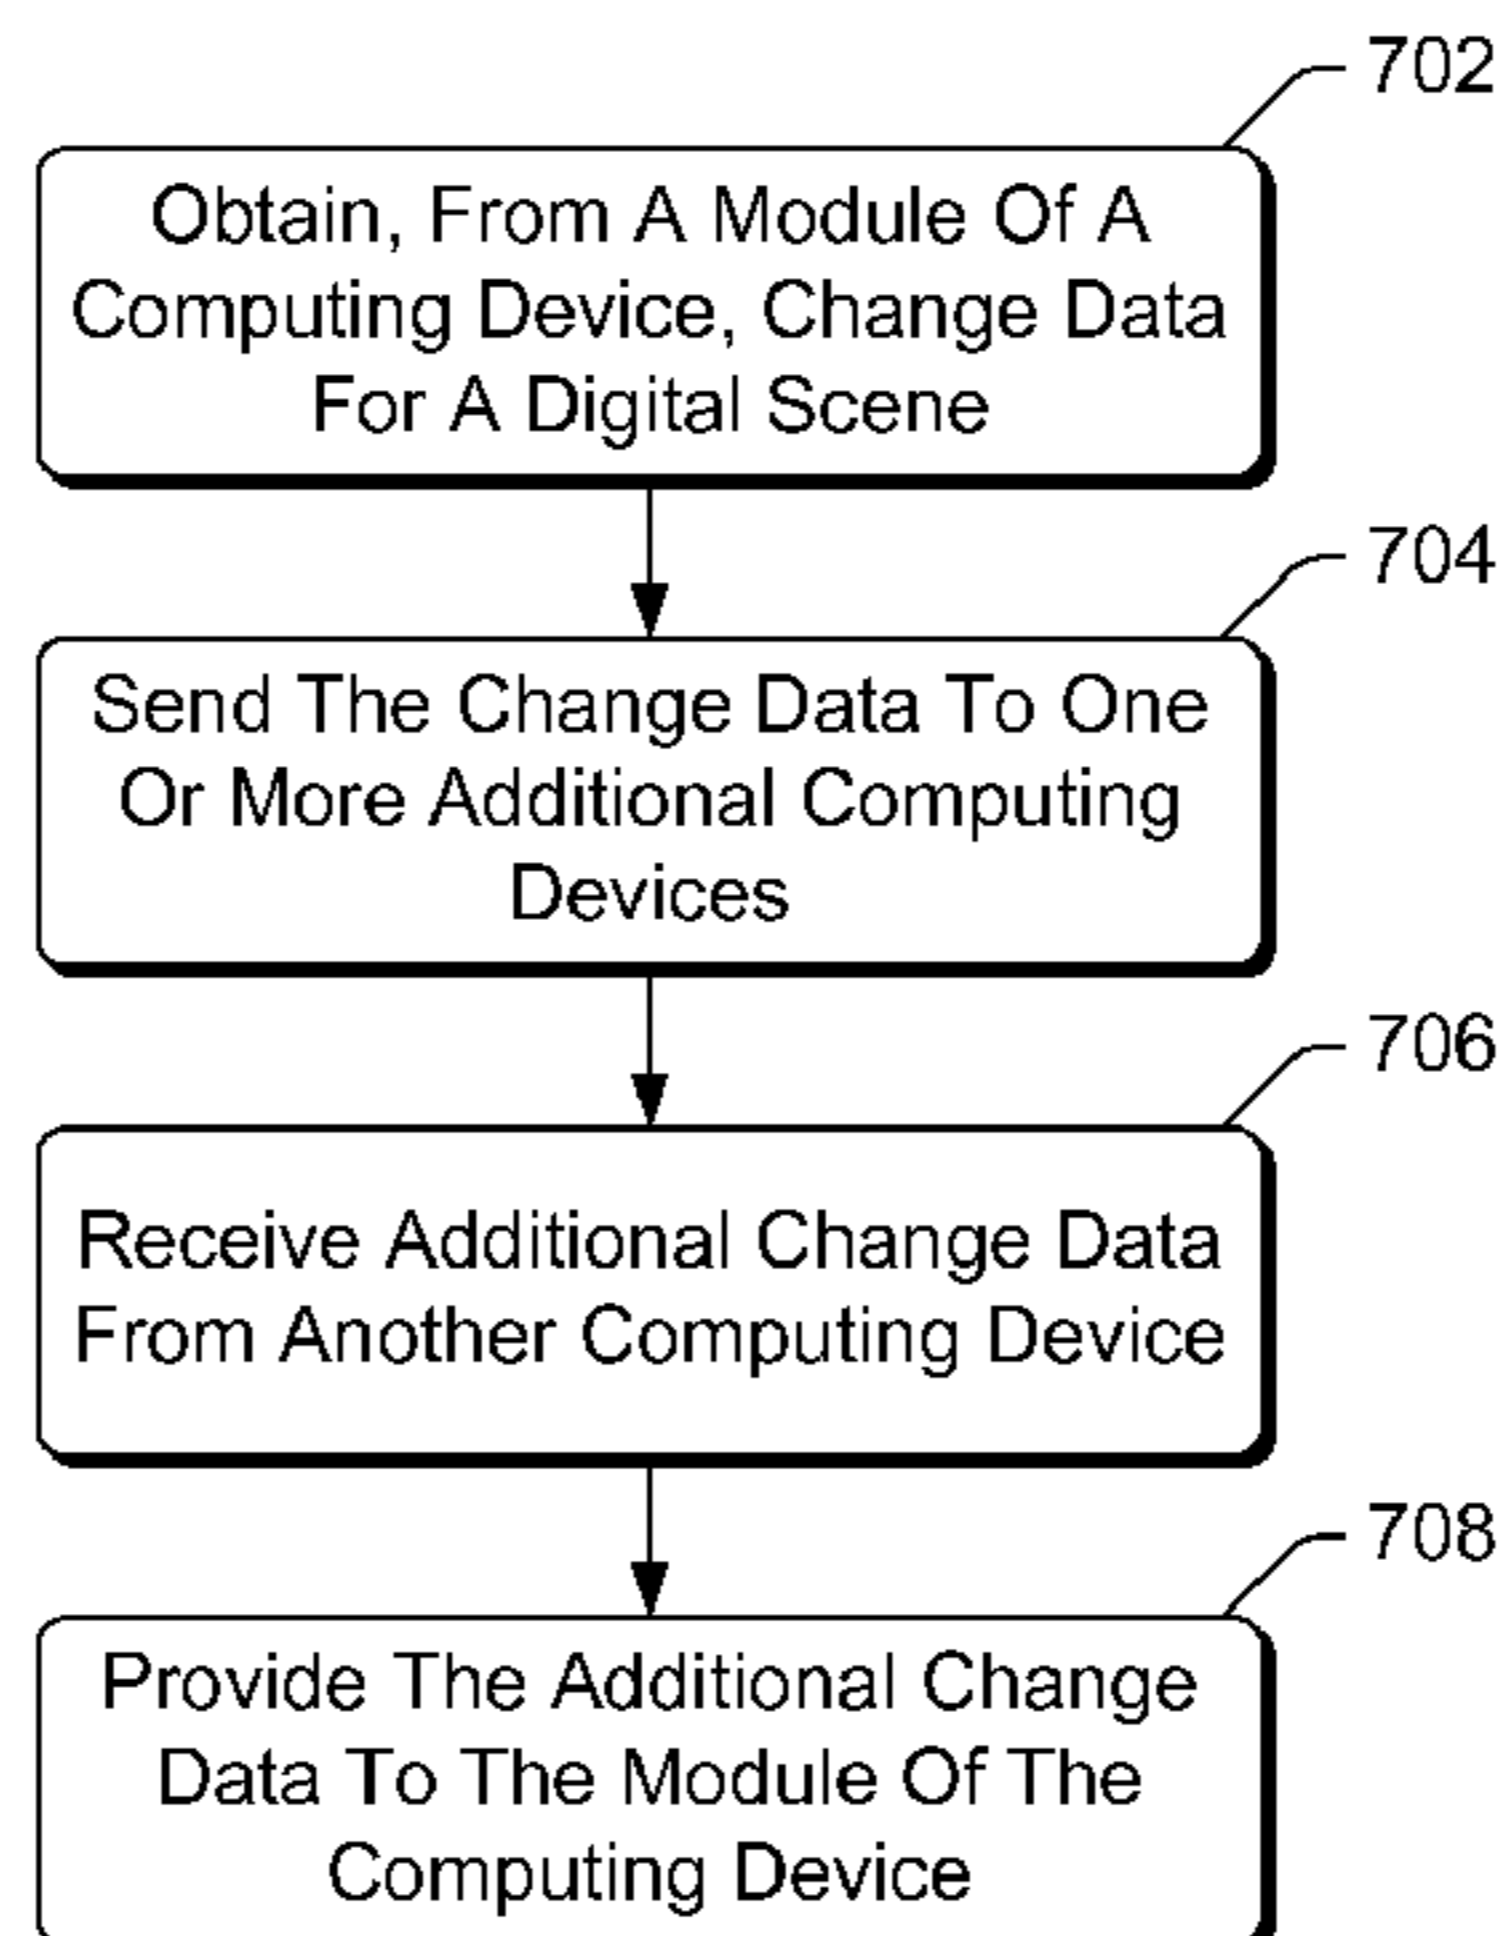 702
Obtain, From A Module Of A
Computing Device, Change Data
For A Digital Scene
704
Send The Change Data To One
Or More Additional Computing
Devices
706
Receive Additional Change Data
From Another Computing Device
708
Provide The Additional Change
Data To The Module Of The
Computing Device